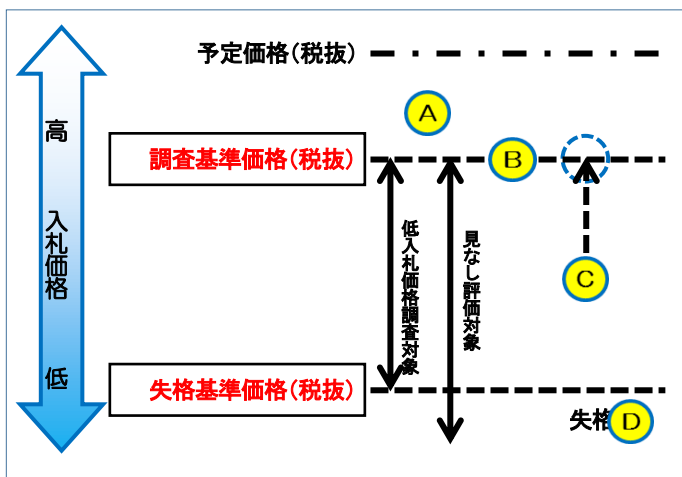 予定価格(税抜)
A
高
調査基準価格(税抜)
B
入札価格
低入札価格調査対象
見なし評価対象
C
低
失格基準価格(税抜)
失格
D